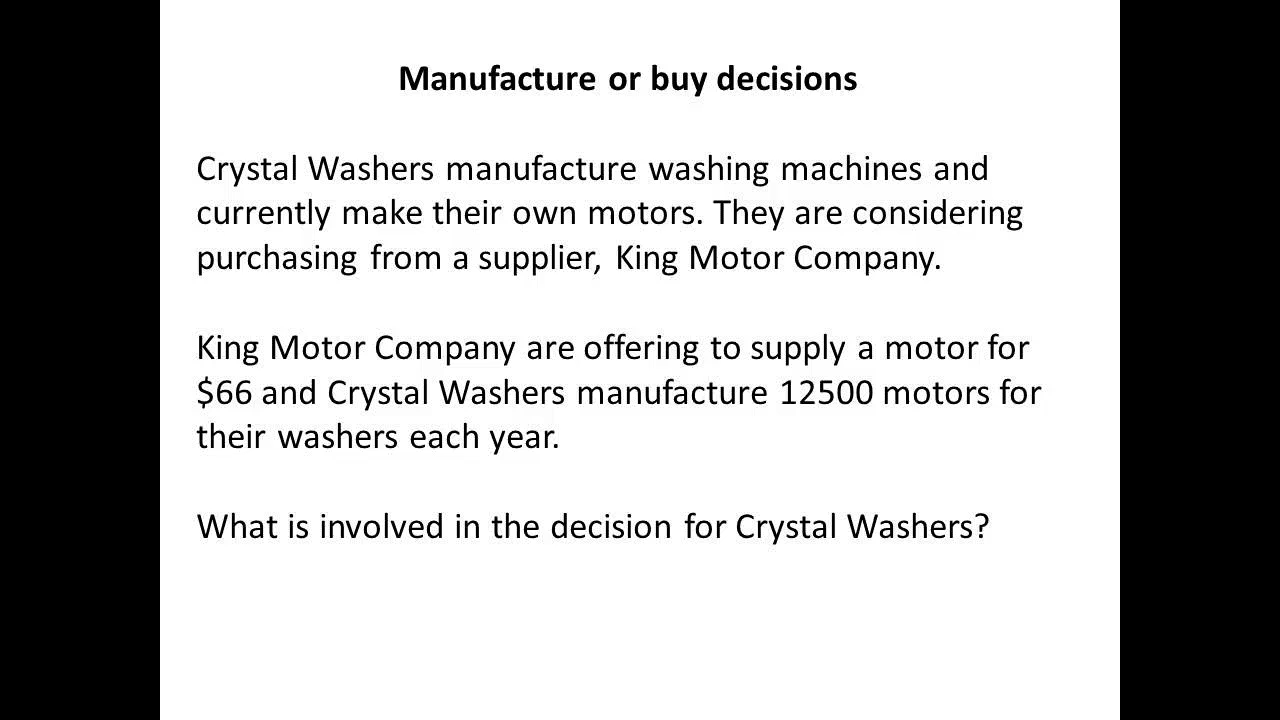 Manufacture or buy decisions
Crystal Washers manufacture washing machines and
currently make their own motors. They are considering
purchasing from a supplier, King Motor Company.
King Motor Company are offering to supply a motor for
$66 and Crystal Washers manufacture 12500 motors for
their washers each year.
What is involved in the decision for Crystal Washers?